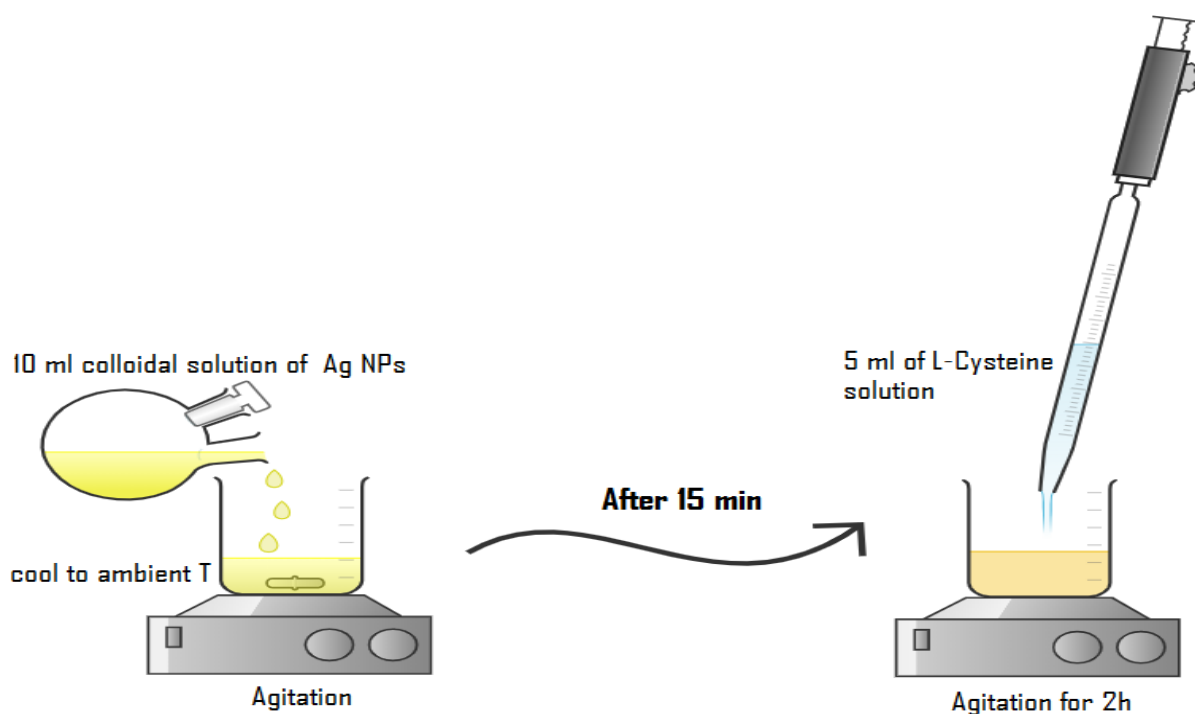 10 ml colloidal solution of Ag NPs
cool to ambient T
Agitation
After 15 min
5 ml of L-Cysteine
solution
Agitation for 2h